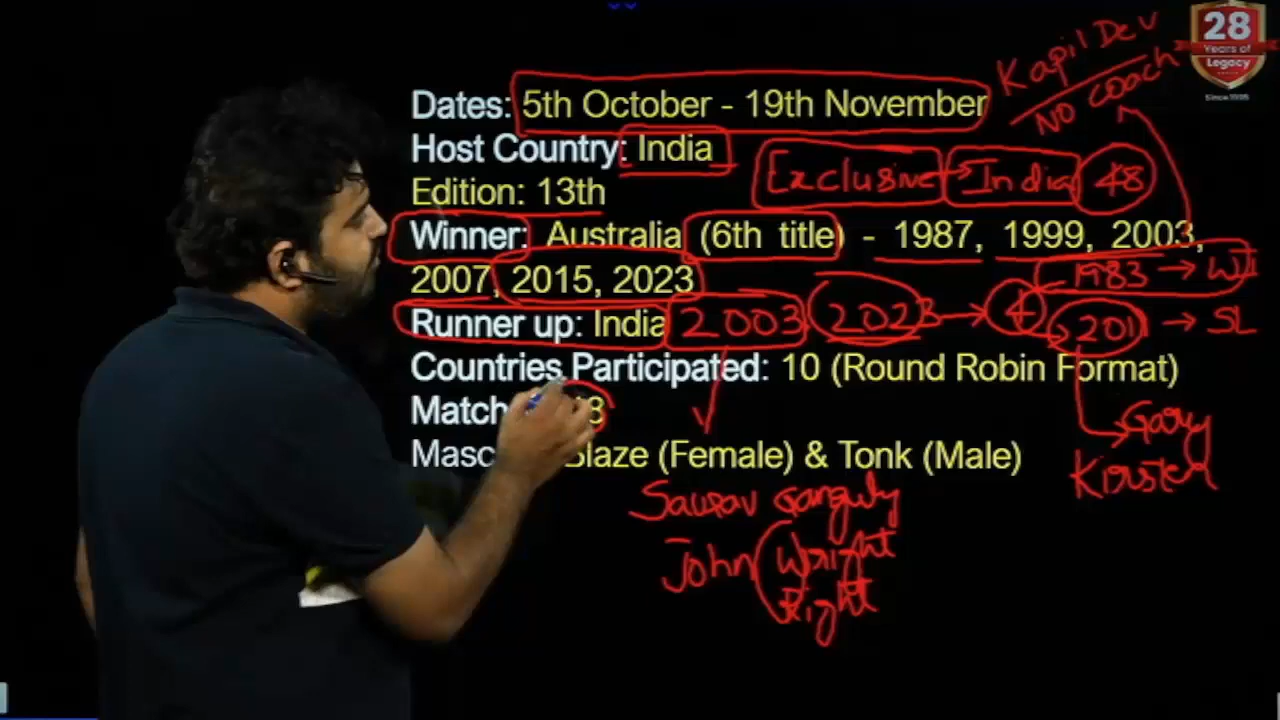 28
Years of
Legacy
Since 1995
Kapil Dev
NO COACH
Dates: 5th October - 19th November
Host Country: India
Exclusive India 48
Edition: 13th
Winner: Australia (6th title) - 1987, 1999, 2003,
2007, 2015, 2023
1983 → WI
Runner up: India 2003 2023 → 4
2011 → SL
Countries Participated: 10 (Round Robin Format)
Gary
Kirsten
Blaze (Female) & Tonk (Male)
Saurav Ganguly
John Wright
Right